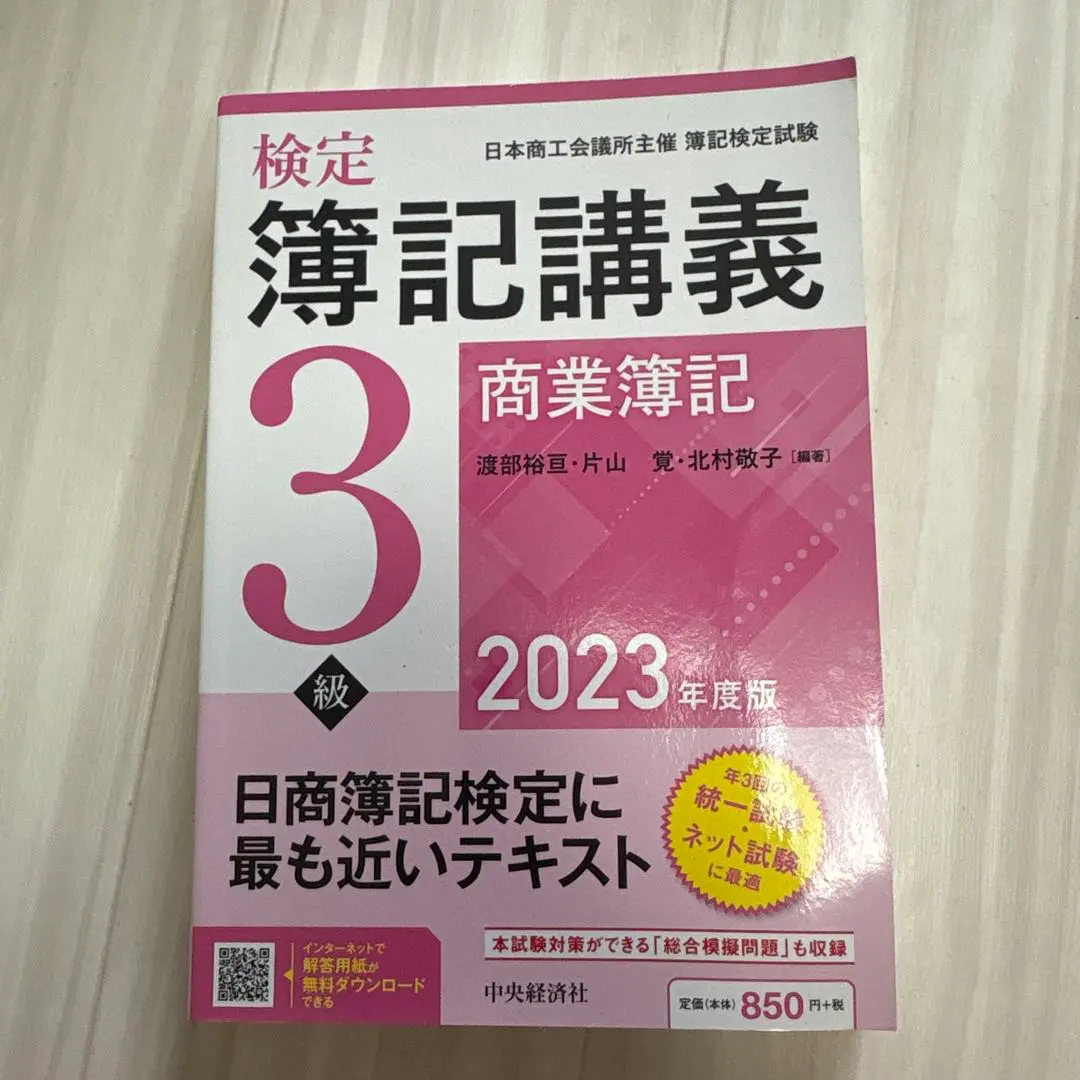 検定
日本商工会議所主催 簿記検定試験
簿記講義
3
級
商業簿記
渡部裕亘・片山 覚・北村敬子[編著]
2023年度版
日商簿記検定に
最も近いテキスト
年3回の
統一試験・
ネット試験
に最適
インターネットで
解答用紙が
無料ダウンロード
できる
本試験対策ができる「総合模擬問題」も収録
中央経済社
定価(本体)850円+税